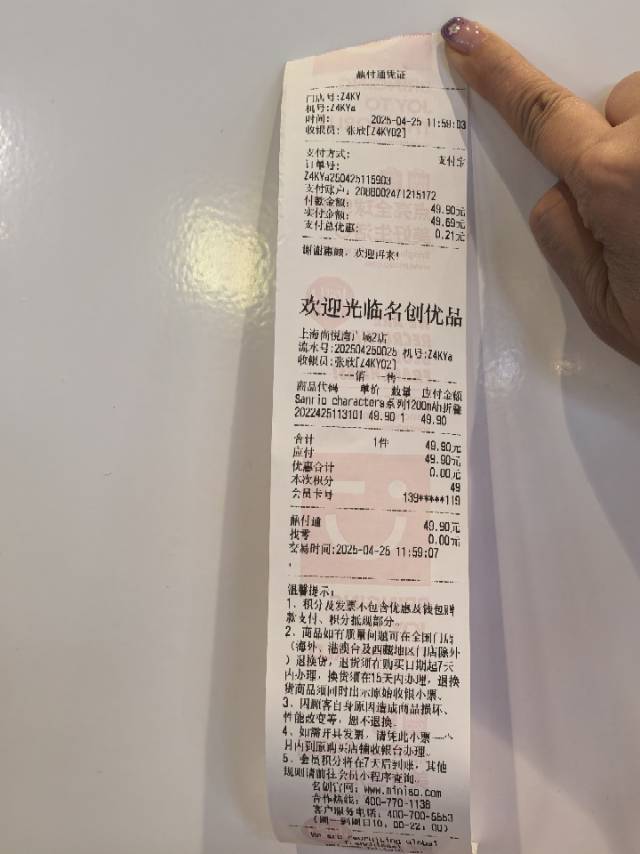 融付通凭证
门店号:Z4KY
机号:Z4KYa
时间: 2025-04-25 11:59:03
收银员: 张欣[Z4KY02]
支付方式: 支付宝
订单号:
Z4KYa250425115903
支付账户: 2088002471215172
付款金额: 49.90元
实付金额: 49.69元
支付总优惠: 0.21元
谢谢惠顾，欢迎再来!
欢迎光临名创优品
上海尚悦湾广场2店
流水号:202504250025 机号:Z4KYa
收银员:张欣[Z4KY02]
商品代码 单价 数量 应付金额
Sanrio characters系列1200mAh折叠
2022425113101 49.90 1 49.90
合计 1件 49.90元
应付 49.90元
优惠合计 0.00元
本次积分 49
会员卡号 139*****119
融付通 49.90元
找零 0.00元
交易时间:2025-04-25 11:59:07
温馨提示:
1、积分及发票不包含优惠及钱包赠
款支付、积分抵现部分。
2、商品如有质量问题可在全国门店
(海外、港澳台及西藏地区门店除外
)退换货，退货须在购买日期起7天
内办理，换货须在15天内办理，退换
货商品须同时出示原始收银小票。
3、因顾客自身原因造成商品损坏、
性能改变等，恕不退换。
4、如需开具发票，请凭此小票一个
月内到原购买店铺收银台办理。
5、会员积分将在7天后到账，其他
规则请前往会员小程序查询。
名创官网: www.miniso.com
合作热线: 400-770-1138
客户服务电话: 400-700-5863
(周一到周日10:00-22:00)
We are recruiting global